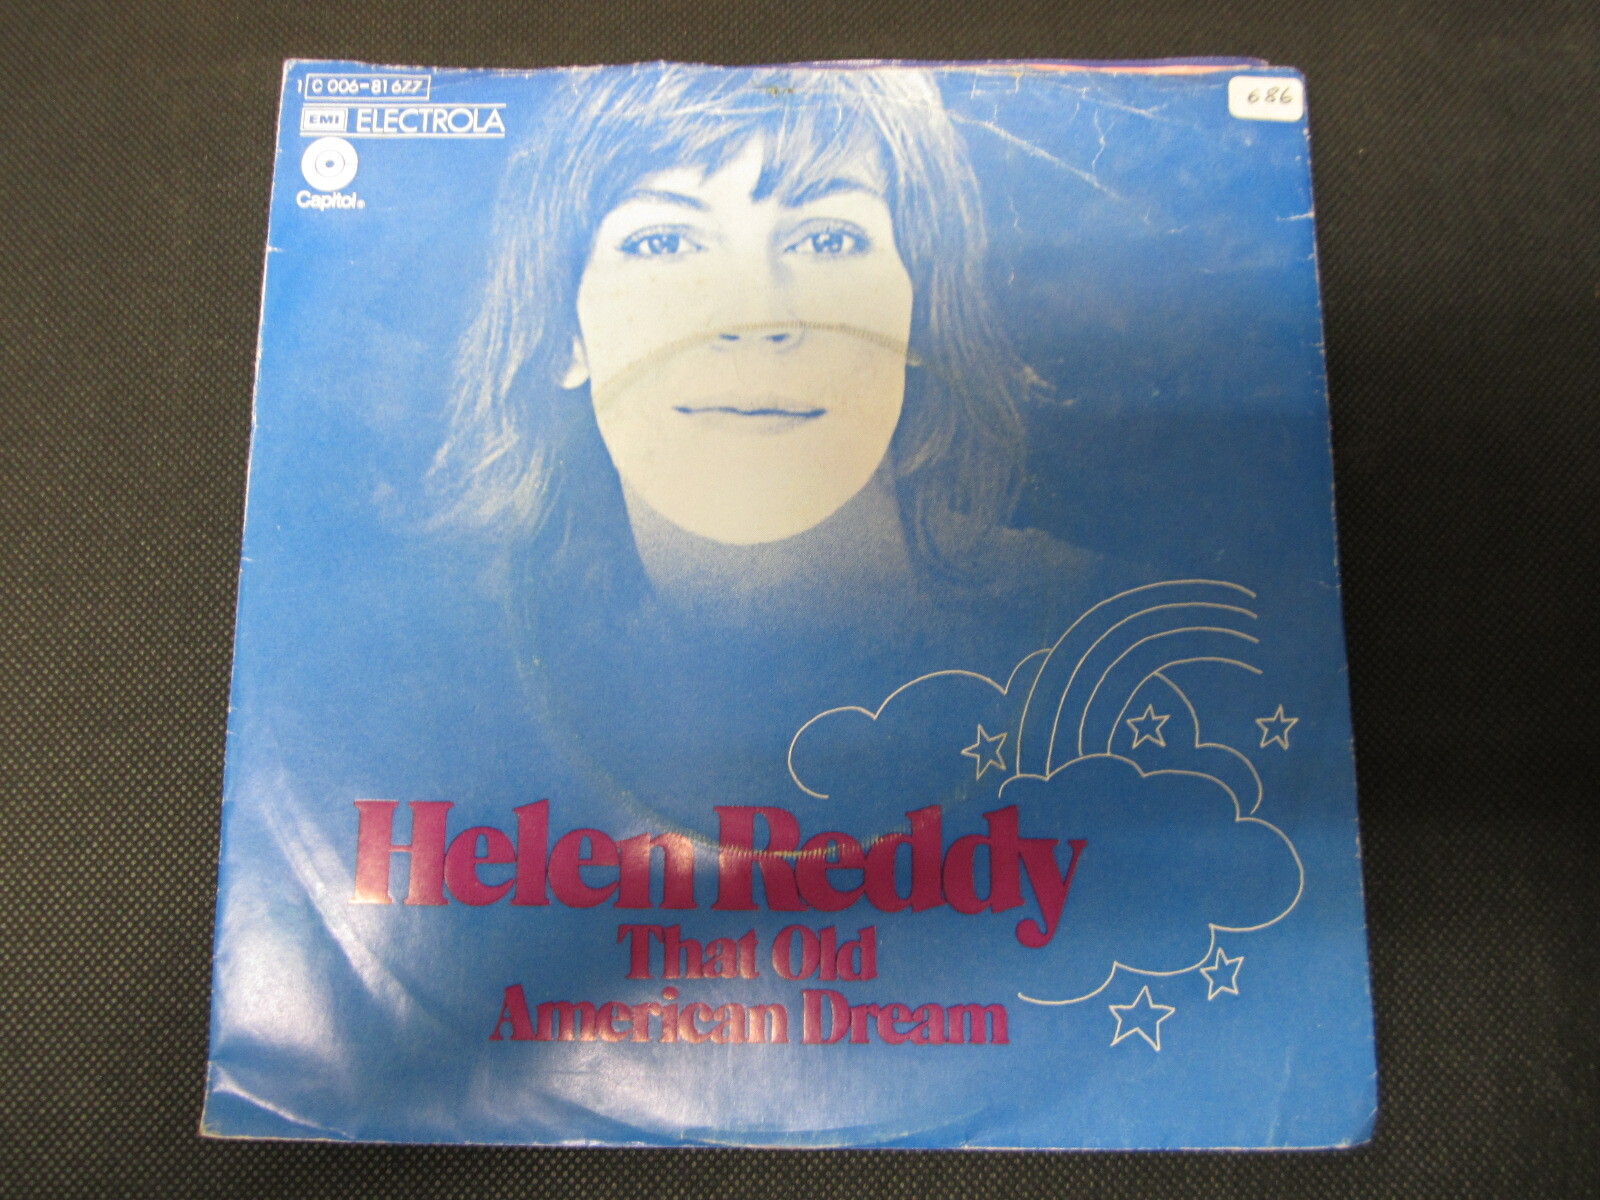 1 C 006-81 677
EMI ELECTROLA
Capitol®
686
Helen Reddy
That Old
American Dream